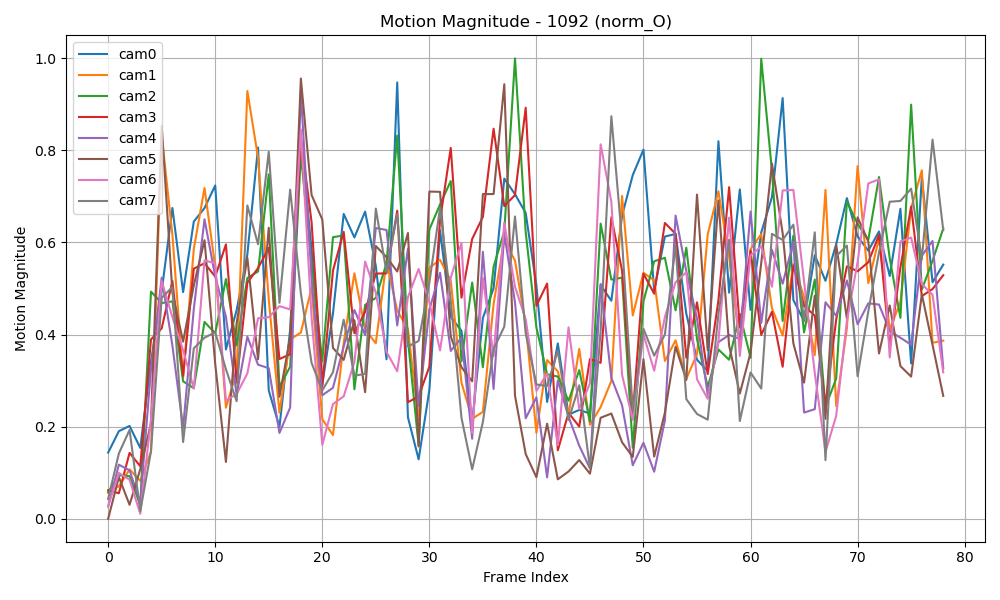 Motion Magnitude - 1092 (norm_O)
1.0
0.8
0.6
0.4
0.2
0.0
Motion Magnitude
cam0
cam1
cam2
cam3
cam4
cam5
cam6
cam7
0 10 20 30 40 50 60 70 80
Frame Index